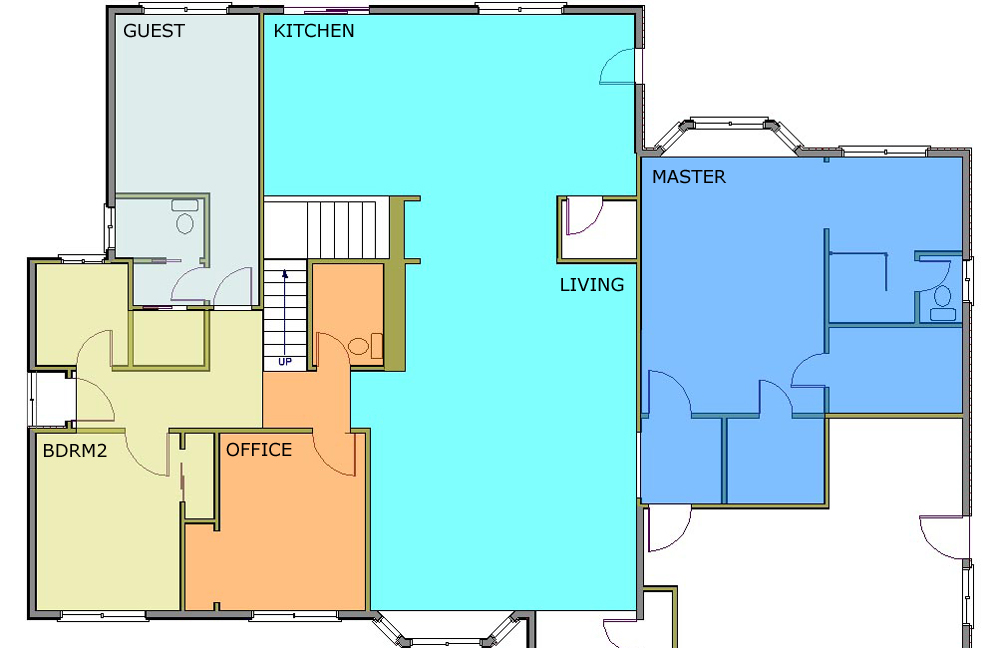 GUEST
KITCHEN
MASTER
LIVING
UP
BDRM2
OFFICE